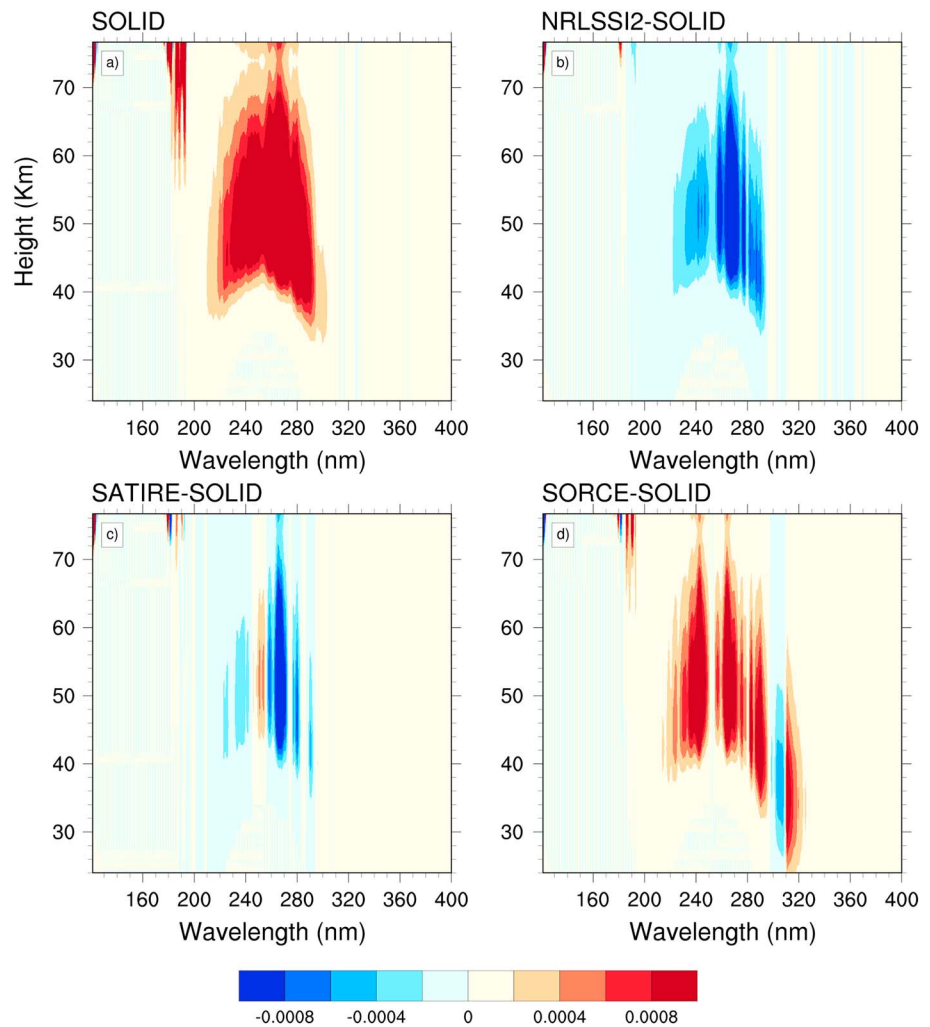 SOLID
NRLSSI2-SOLID
a)
b)
70
60
50
40
30
Height (Km)
70
60
50
40
30
160 200 240 280 320 360 400
160 200 240 280 320 360 400
Wavelength (nm)
Wavelength (nm)
SATIRE-SOLID
SORCE-SOLID
c)
d)
70
60
50
40
30
70
60
50
40
30
160 200 240 280 320 360 400
160 200 240 280 320 360 400
Wavelength (nm)
Wavelength (nm)
-0.0008 -0.0004 0 0.0004 0.0008